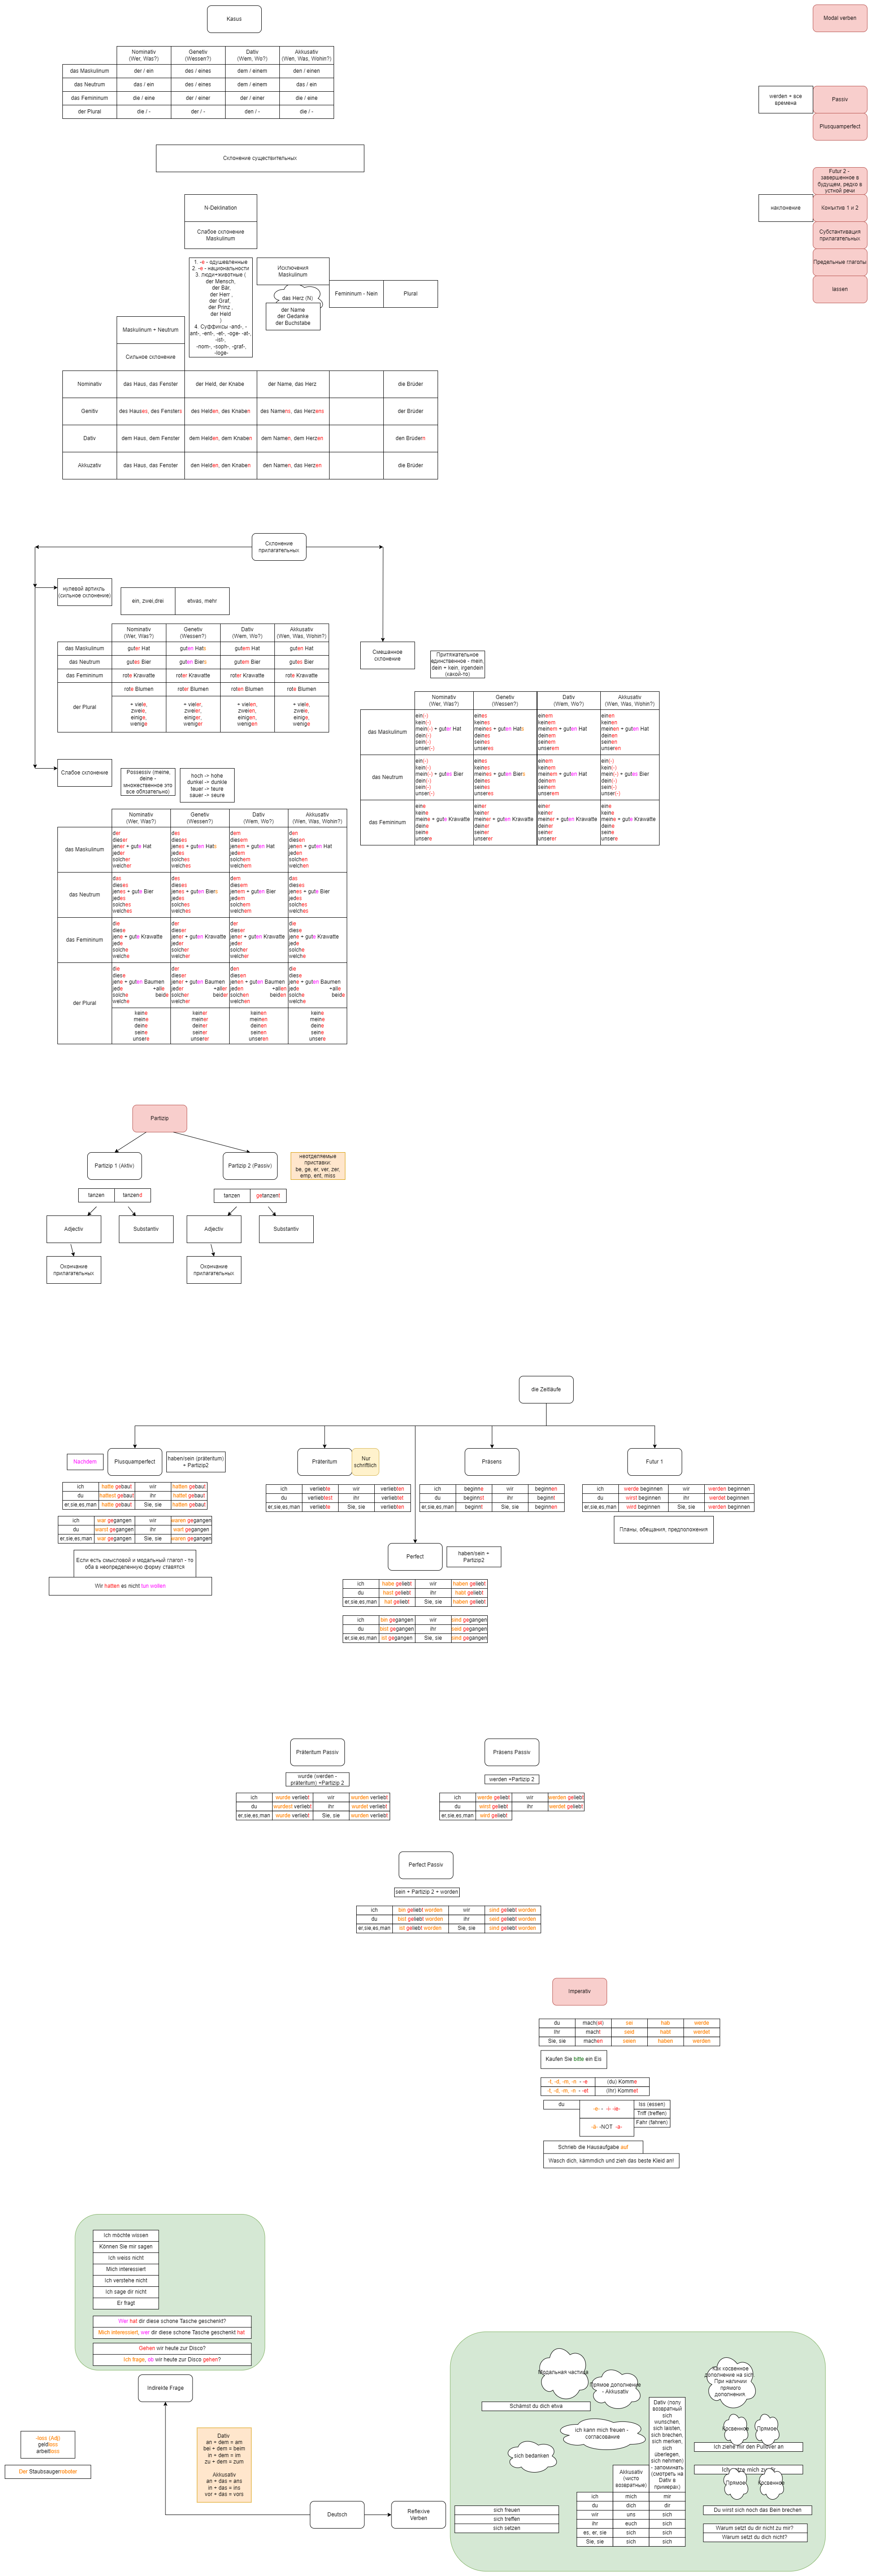 Kasus
Modal verben
Nominativ
(Wer, Was?)
Genetiv
(Wessen?)
Dativ
(Wem, Wo?)
Akkusativ
(Wen, Was, Wohin?)
das Maskulinum
der / ein
des / eines
dem / einem
den / einen
das Neutrum
das / ein
des / eines
dem / einem
das / ein
das Femininum
die / eine
der / einer
der / einer
die / eine
der Plural
die / -
der / -
den / -
die / -
werden + все
времена
Passiv
Plusquamperfect
Futur 2 -
завершенное в
будущем, редко в
устной речи
наклонение
Конъктив 1 и 2
Субстантивация
прилагательных
Предельные глаголы
lassen
Склонение существительных
N-Deklination
Слабое склонение
Maskulinum
1. -e - одушевленные
2. -e - национальности
3. люди+животные (
der Mensch,
der Bär,
der Herr ,
der Graf,
der Prinz ,
der Held
)
4. Суффиксы -and-, -
ant-, -ent-, -et-, -oge- -at-,
-ist-,
-nom-, -soph-, -graf-,
-loge-
Исключения
Maskulinum
das Herz (N)
der Name
der Gedanke
der Buchstabe
Femininum - Nein
Plural
Maskulinum + Neutrum
Сильное склонение
Nominativ
das Haus, das Fenster
der Held, der Knabe
der Name, das Herz
die Brüder
Genitiv
des Hauses, des Fensters
des Helden, des Knaben
des Namens, das Herzens
der Brüder
Dativ
dem Haus, dem Fenster
dem Helden, dem Knaben
dem Namen, dem Herzen
den Brüdern
Akkuzativ
das Haus, das Fenster
den Helden, den Knaben
den Namen, das Herzen
die Brüder
Склонение
прилагательных
нулевой артикль
(сильное склонение)
ein, zwei,drei
etwas, mehr
Nominativ
(Wer, Was?)
Genetiv
(Wessen?)
Dativ
(Wem, Wo?)
Akkusativ
(Wen, Was, Wohin?)
das Maskulinum
guter Hat
guten Hats
gutem Hat
guten Hat
das Neutrum
gutes Bier
guten Biers
gutem Bier
gutes Bier
das Femininum
rote Krawatte
roter Krawatte
roter Krawatte
rote Krawatte
der Plural
rote Blumen
roter Blumen
roten Blumen
rote Blumen
+ viele,
zweie,
einige,
wenige
+ vieler,
zweier,
einiger,
weniger
+ vielen,
zweien,
einigen,
wenigen
+ viele,
zweie,
einige,
wenige
Смешанное
склонение
Притяжательное
единственное - mein,
dein + kein, irgendein
(какой-то)
Nominativ
(Wer, Was?)
Genetiv
(Wessen?)
Dativ
(Wem, Wo?)
Akkusativ
(Wen, Was, Wohin?)
das Maskulinum
ein(-)
kein(-)
mein(-) + guter Hat
dein(-)
sein(-)
unser(-)
eines
keines
meines + guten Hats
deines
seines
unseres
einem
keinem
meinem + guten Hat
deinem
seinem
unserem
einen
keinen
meinen + guten Hat
deinen
seinen
unseren
das Neutrum
ein(-)
kein(-)
mein(-) + gutes Bier
dein(-)
sein(-)
unser(-)
eines
keines
meines + guten Biers
deines
seines
unseres
einem
keinem
meinem + guten Bier
deinem
seinem
unserem
ein(-)
kein(-)
mein(-) + gutes Bier
dein(-)
sein(-)
unser(-)
das Femininum
eine
keine
meine + gute Krawatte
deine
seine
unsere
einer
keiner
meiner + guten Krawatte
deiner
seiner
unserer
einer
keiner
meiner + guten Krawatte
deiner
seiner
unserer
eine
keine
meine + gute Krawatte
deine
seine
unsere
Слабое склонение
Possessiv (meine,
deine -
множественное это
все обязательно)
hoch -> hohe
dunkel -> dunkle
teuer -> teure
sauer -> seure
Nominativ
(Wer, Was?)
Genetiv
(Wessen?)
Dativ
(Wem, Wo?)
Akkusativ
(Wen, Was, Wohin?)
das Maskulinum
der
dieser
jener + gute Hat
jeder
solcher
welcher
des
dieses
jenes + guten Hats
jedes
solches
welches
dem
diesem
jenem + guten Hat
jedem
solchem
welchem
den
diesen
jenen + guten Hat
jeden
solchen
welchen
das Neutrum
das
dieses
jenes + gute Bier
jedes
solches
welches
des
dieses
jenes + guten Biers
jedes
solches
welches
dem
diesem
jenem + guten Bier
jedem
solchem
welchem
das
dieses
jenes + gute Bier
jedes
solches
welches
das Femininum
die
diese
jene + gute Krawatte
jede
solche
welche
der
dieser
jener + guten Krawatte
jeder
solcher
welcher
der
dieser
jener + guten Krawatte
jeder
solcher
welcher
die
diese
jene + gute Krawatte
jede
solche
welche
der Plural
die
diese
jene + guten Baumen
jede +alle
solche beide
welche
der
dieser
jener + guten Baumen
jeder +aller
solcher beider
welcher
den
diesen
jenen + guten Baumen
jeden +allen
solchen beiden
welchen
die
diese
jene + guten Baumen
jede +alle
solche beide
welche
keine
meine
deine
seine
unsere
keiner
meiner
deiner
seiner
unserer
keinen
meinen
deinen
seinen
unseren
keine
meine
deine
seine
unsere
Partizip
Partizip 1 (Aktiv)
Partizip 2 (Passiv)
неотделяемые
приставки:
be, ge, er, ver, zer,
emp, ent, miss
tanzen
tanzend
tanzen
getanzent
Adjectiv
Substantiv
Adjectiv
Substantiv
Окончание
прилагательных
Окончание
прилагательных
die Zeitläufe
Nachdem
Plusquamperfect
haben/sein (präteritum)
+ Partizip2
Präteritum
Nur
schriftlich
Präsens
Futur 1
ich
hatte gebaut
wir
hatten gebaut
du
hattest gebaut
ihr
hattet gebaut
er,sie,es,man
hatte gebaut
Sie, sie
hatten gebaut
ich
war gegangen
wir
waren gegangen
du
warst gegangen
ihr
wart gegangen
er,sie,es,man
war gegangen
Sie, sie
waren gegangen
Если есть смысловой и модальный глагол - то
оба в неопределенную форму ставятся
Wir hatten es nicht tun wollen
ich
verliebte
wir
verliebten
du
verliebtest
ihr
verliebtet
er,sie,es,man
verliebte
Sie, sie
verliebten
ich
beginne
wir
beginnen
du
beginnst
ihr
beginnt
er,sie,es,man
beginnt
Sie, sie
beginnen
ich
werde beginnen
wir
werden beginnen
du
wirst beginnen
ihr
werdet beginnen
er,sie,es,man
wird beginnen
Sie, sie
werden beginnen
Планы, обещания, предположения
Perfect
haben/sein +
Partizip2
ich
habe geliebt
wir
haben geliebt
du
hast geliebt
ihr
habt geliebt
er,sie,es,man
hat geliebt
Sie, sie
haben geliebt
ich
bin gegangen
wir
sind gegangen
du
bist gegangen
ihr
seid gegangen
er,sie,es,man
ist gegangen
Sie, sie
sind gegangen
Präteritum Passiv
wurde (werden -
präteritum) +Partizip 2
ich
wurde verliebt
wir
wurden verliebt
du
wurdest verliebt
ihr
wurdet verliebt
er,sie,es,man
wurde verliebt
Sie, sie
wurden verliebt
Präsens Passiv
werden +Partizip 2
ich
werde geliebt
wir
werden geliebt
du
wirst geliebt
ihr
werdet geliebt
er,sie,es,man
wird geliebt
Perfect Passiv
sein + Partizip 2 + worden
ich
bin geliebt worden
wir
sind geliebt worden
du
bist geliebt worden
ihr
seid geliebt worden
er,sie,es,man
ist geliebt worden
Sie, sie
sind geliebt worden
Imperativ
du
mach(st)
sei
hab
werde
Ihr
macht
seid
habt
werdet
Sie, sie
machen
seien
haben
werden
Kaufen Sie bitte ein Eis
-t, -d, -m, -n - -e
(du) Komme
-t, -d, -m, -n - -et
(ihr) Kommet
du
-e- - -i- -ie-
-ä- -NOT -a-
Iss (essen)
Triff (treffen)
Fahr (fahren)
Schrieb die Hausaufgabe auf
Wasch dich, kämmdich und zieh das beste Kleid an!
Ich möchte wissen
Können Sie mir sagen
Ich weiss nicht
Mich interessiert
Ich verstehe nicht
Ich sage dir nicht
Er fragt
Wer hat dir diese schone Tasche geschenkt?
Mich interessiert, wer dir diese schone Tasche geschenkt hat
Gehen wir heute zur Disco?
Ich frage, ob wir heute zur Disco gehen?
Indirekte Frage
-loss (Adj)
geldloss
arbeitloss
Der Staubsaugerroboter
Dativ
an + dem = am
bei + dem = beim
in + dem = im
zu + dem = zum
Akkusativ
an + das = ans
in + das = ins
vor + das = vors
Deutsch
Reflexive
Verben
Модальная частица
Прямое дополнение
- Akkusativ
Schämst du dich etwa
Ich kann mich freuen -
согласование
sich bedanken
sich freuen
sich beeilen
sich setzen
Akkusativ
(чисто
возвратные)
Dativ (полу
возвратный
sich
wunschen,
sich leisten,
sich brechen,
sich merken,
sich
überlegen,
sich nehmen)
- запоминать
(смотреть на
Dativ в
примерах)
ich
mich
mir
du
dich
dir
wir
uns
sich
ihr
euch
sich
es, er, sie
sich
sich
Sie, sie
sich
sich
Как косвенное
дополнение на sich.
При наличии
прямого
дополнения.
Косвенное
Прямое
Ich ziehe mir den Pullover an
Прямое
Косвенное
Du wirst sich noch das Bein brechen
Warum setzt du dir nicht zu mir?
Warum setzt du dich nicht?